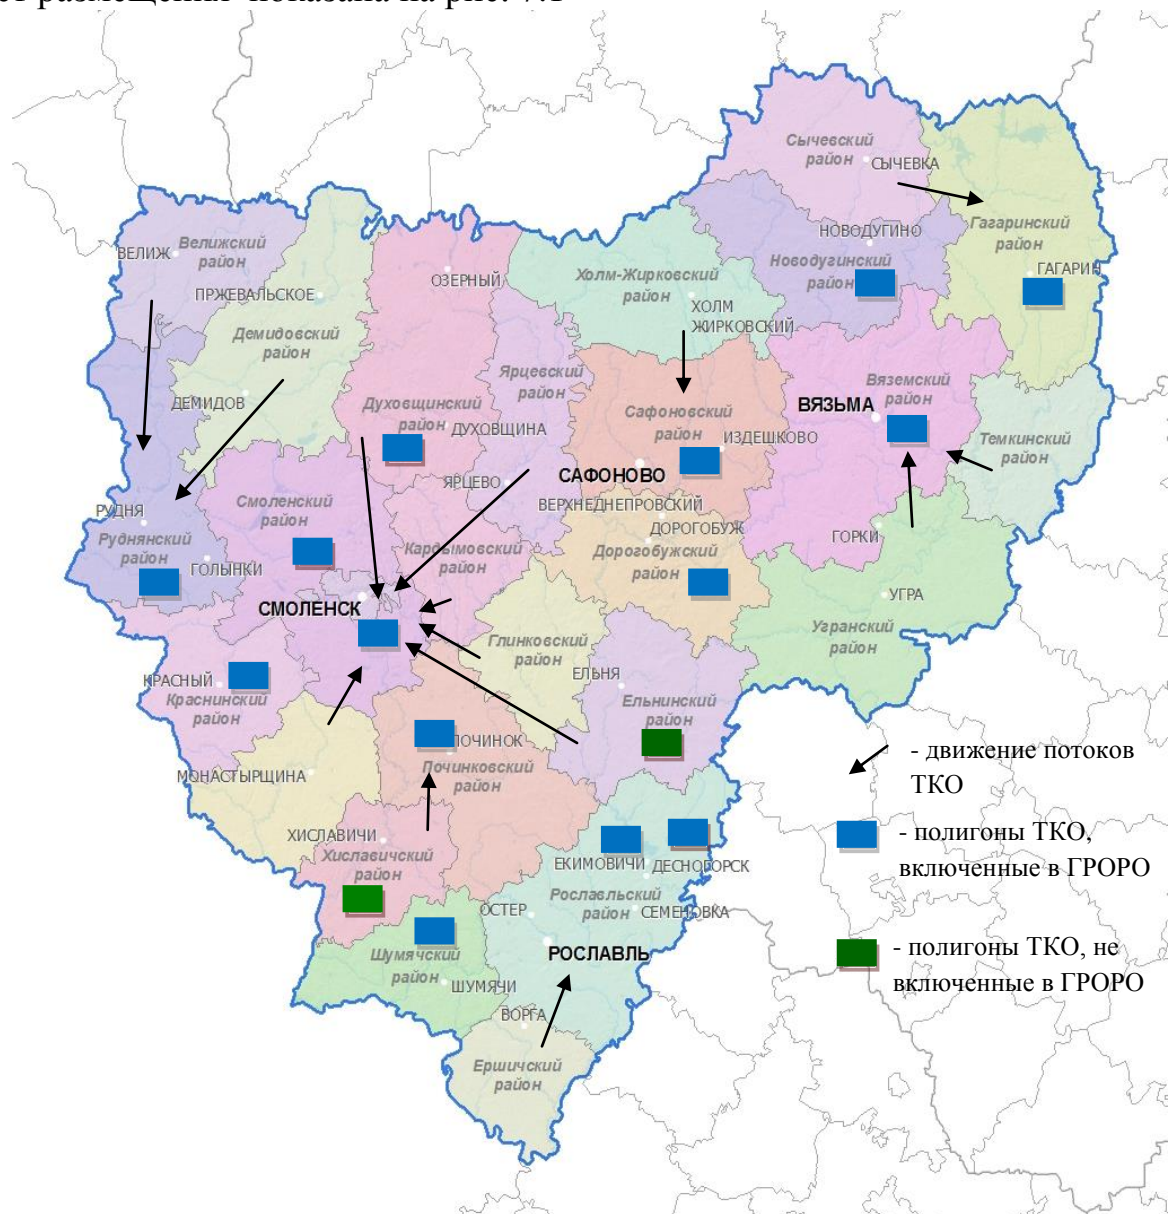 размещения показана на рис. 7.1
Сычевский
район
СЫЧЕВКА
Гагаринский
район
НОВОДУГИНО
Новодугинский
район
ГАГАРИН
ВЕЛИЖ
Велижский
район
ПРЖЕВАЛЬСКОЕ
ОЗЕРНЫЙ
Холм-Жирковский
район
ХОЛМ
ЖИРКОВСКИЙ
Демидовский
район
ДЕМИДОВ
Ярцевский
район
Духовщинский
район
ДУХОВЩИНА
Сафоновский
район
ИЗДЕШКОВО
Вяземский
район
ВЯЗЬМА
Темкинский
район
САФОНОВО
ЯРЦЕВО
ВЕРХНЕДНЕПРОВСКИЙ
ДОРОГОБУЖ
Дорогобужский
район
ГОРКИ
Смоленский
район
РУДНЯ
Руднянский
район
ГОЛЫНКИ
Кардымовский
район
СМОЛЕНСК
УГРА
Угранский
район
Глинковский
район
ЕЛЬНЯ
Ельнинский
район
КРАСНЫЙ
Краснинский
район
ПОЧИНОК
Починковский
район
МОНАСТЫРЩИНА
ХИСЛАВИЧИ
Хиславичский
район
ЕКИМОВИЧИ
ДЕСНОГОРСК
Рославльский
район
СЕМЕНОВКА
ОСТЕР
РОСЛАВЛЬ
Шумячский
район
ШУМЯЧИ
ВОРГА
Ершичский
район
- движение потоков
ТКО
- полигоны ТКО,
включенные в ГРОРО
- полигоны ТКО, не
включенные в ГРОРО